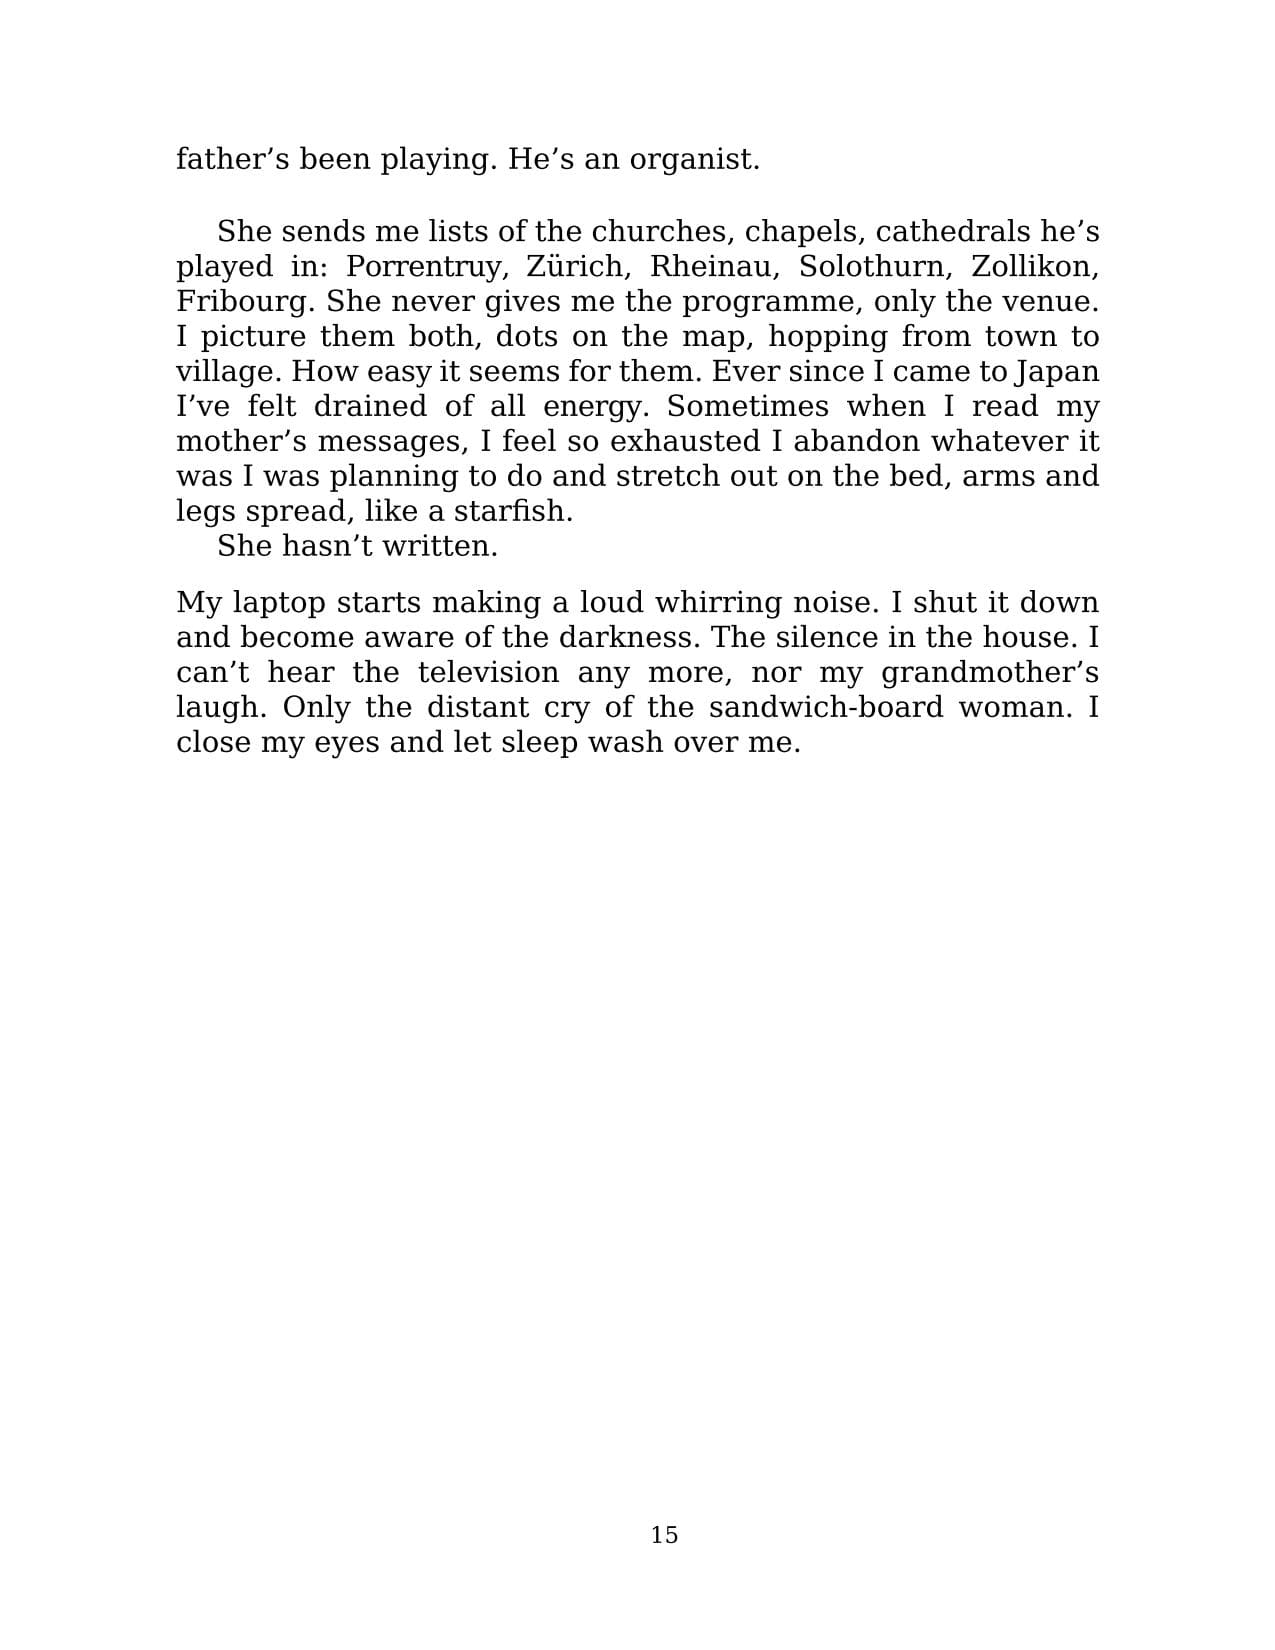 father’s been playing. He’s an organist.
She sends me lists of the churches, chapels, cathedrals he’s
played in: Porrentruy, Zürich, Rheinau, Solothurn, Zollikon,
Fribourg. She never gives me the programme, only the venue.
I picture them both, dots on the map, hopping from town to
village. How easy it seems for them. Ever since I came to Japan
I’ve felt drained of all energy. Sometimes when I read my
mother’s messages, I feel so exhausted I abandon whatever it
was I was planning to do and stretch out on the bed, arms and
legs spread, like a starfish.
She hasn’t written.
My laptop starts making a loud whirring noise. I shut it down
and become aware of the darkness. The silence in the house. I
can’t hear the television any more, nor my grandmother’s
laugh. Only the distant cry of the sandwich-board woman. I
close my eyes and let sleep wash over me.
15